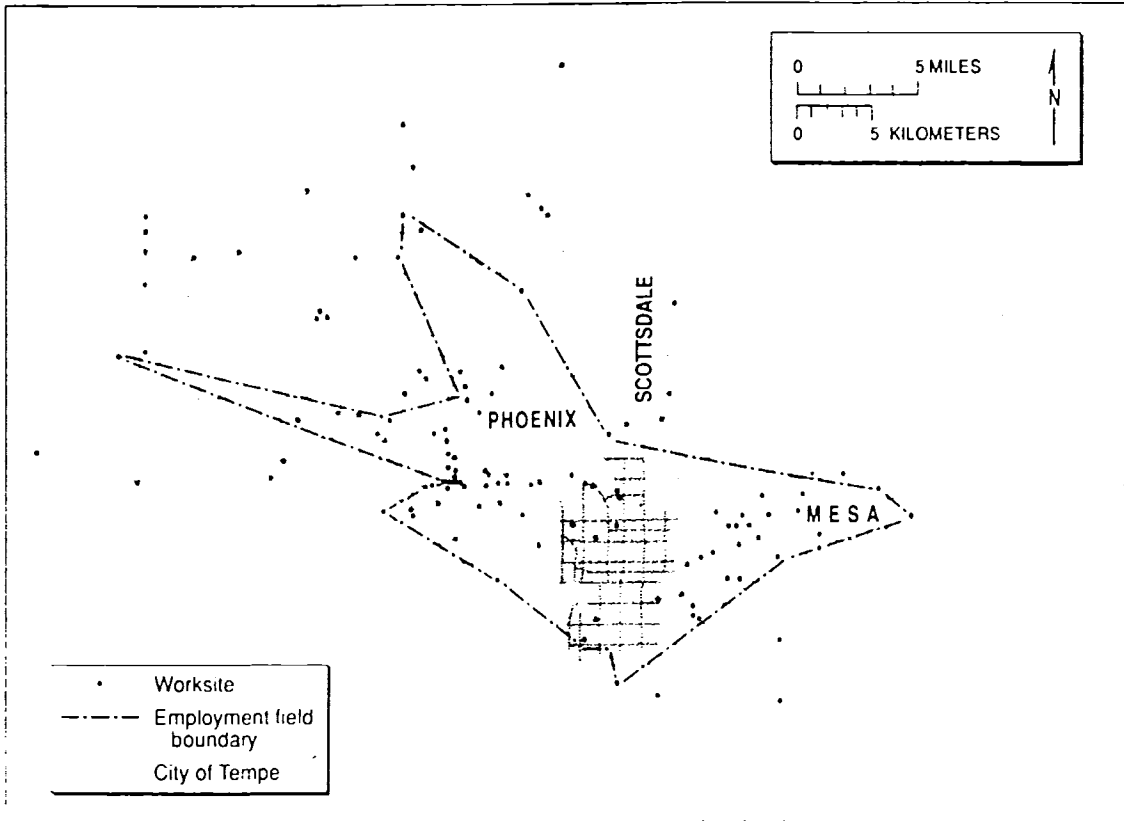 0 5 MILES
N
0 5 KILOMETERS
SCOTTSDALE
PHOENIX
MESA
Worksite
Employment field
boundary
City of Tempe